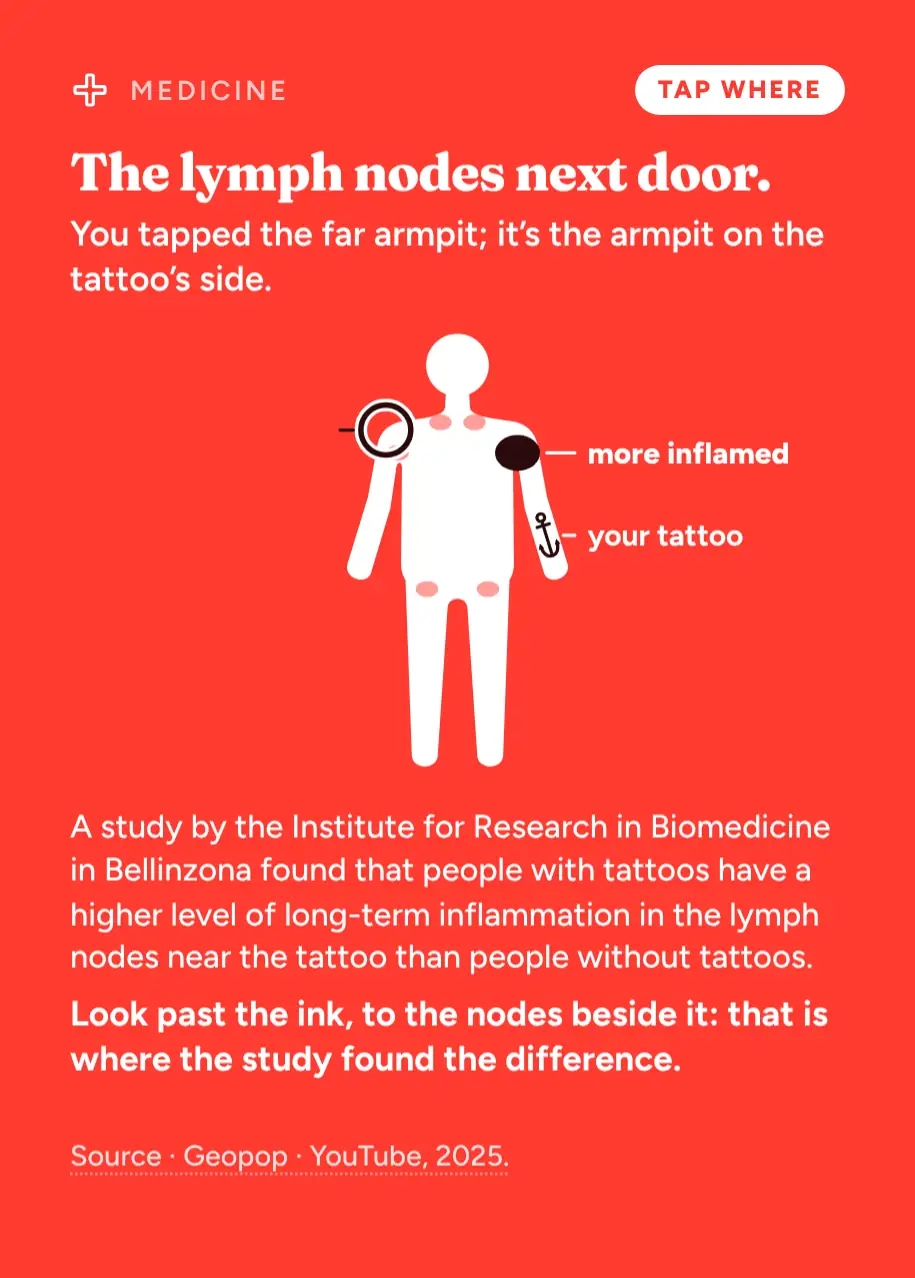 MEDICINE
TAP WHERE
The lymph nodes next door.
You tapped the far armpit; it’s the armpit on the
tattoo’s side.
more inflamed
your tattoo
A study by the Institute for Research in Biomedicine
in Bellinzona found that people with tattoos have a
higher level of long-term inflammation in the lymph
nodes near the tattoo than people without tattoos.
Look past the ink, to the nodes beside it: that is
where the study found the difference.
Source · Geopop · YouTube, 2025.